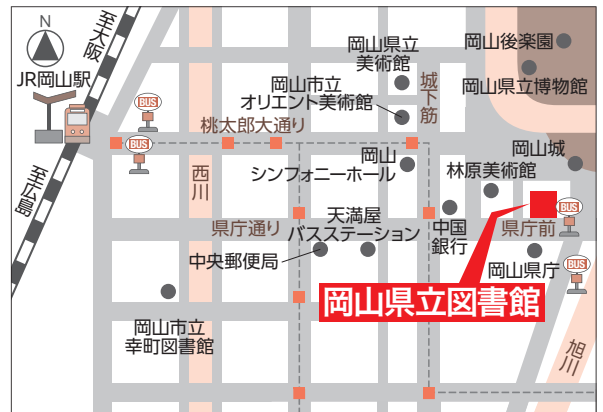 N
至大阪
JR岡山駅
至広島
BUS
BUS
桃太郎大通り
西川
岡山県立
美術館
岡山市立
オリエント美術館
城下筋
岡山後楽園
岡山県立博物館
岡山
シンフォニーホール
岡山城
林原美術館
県庁通り
天満屋
バスステーション
中央郵便局
中国
銀行
県庁前
BUS
岡山県庁
BUS
岡山県立図書館
岡山市立
幸町図書館
旭川